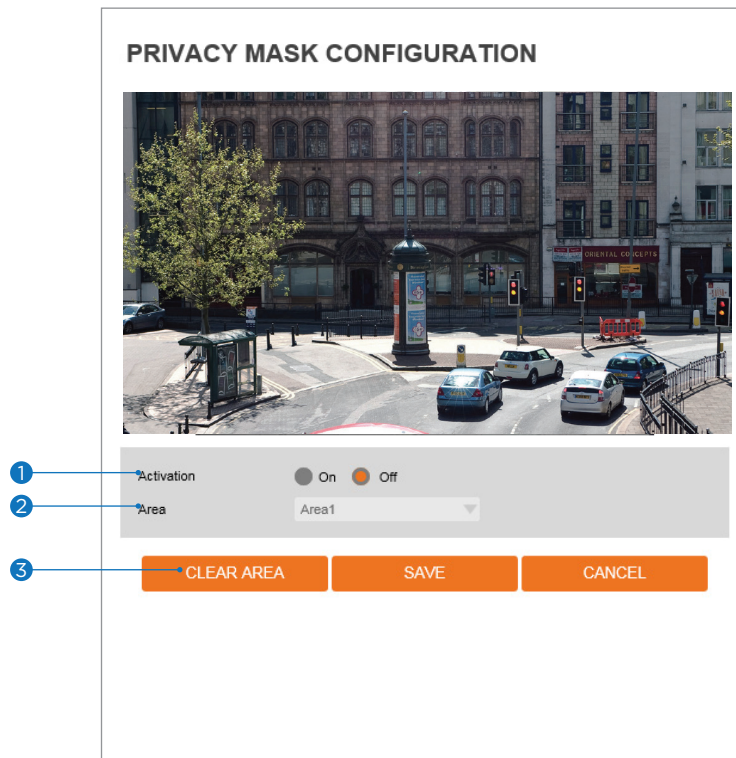 PRIVACY MASK CONFIGURATION
ORIENTAL CONCEPTS
1 Activation On Off
2 Area Area1
3 CLEAR AREA SAVE CANCEL